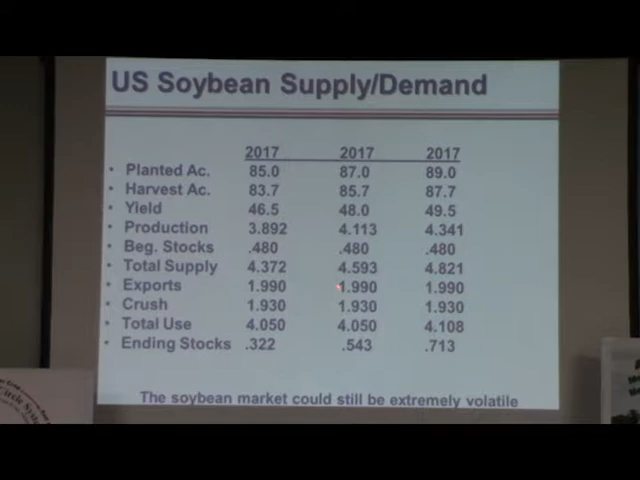 US Soybean Supply/Demand
2017 2017 2017
• Planted Ac. 85.0 87.0 89.0
• Harvest Ac. 83.7 85.7 87.7
• Yield 46.5 48.0 49.5
• Production 3.892 4.113 4.341
• Beg. Stocks .480 .480 .480
• Total Supply 4.372 4.593 4.821
• Exports 1.990 1.990 1.990
• Crush 1.930 1.930 1.930
• Total Use 4.050 4.050 4.108
• Ending Stocks .322 .543 .713
The soybean market could still be extremely volatile